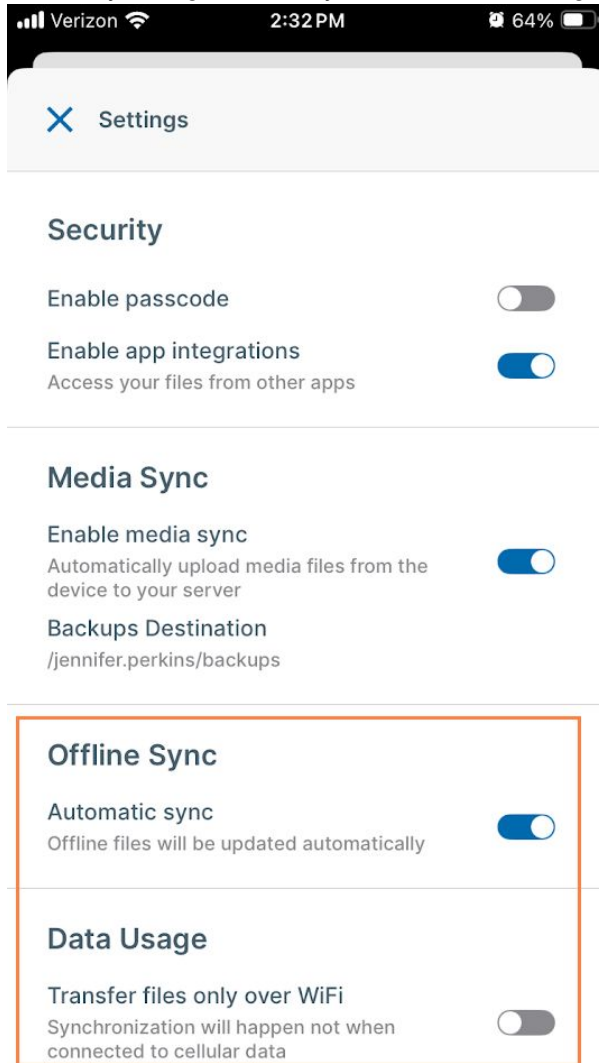 Verizon 2:32 PM 64%
Settings
Security
Enable passcode
Enable app integrations
Access your files from other apps
Media Sync
Enable media sync
Automatically upload media files from the
device to your server
Backups Destination
/jennifer.perkins/backups
Offline Sync
Automatic sync
Offline files will be updated automatically
Data Usage
Transfer files only over WiFi
Synchronization will happen not when
connected to cellular data